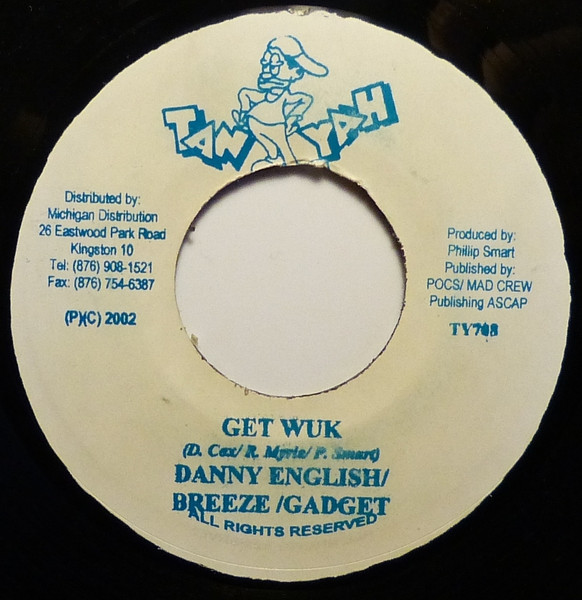 TAN YAH
Distributed by:
Michigan Distribution
26 Eastwood Park Road
Kingston 10
Tel: (876) 908-1521
Fax: (876) 754-6387
(P)(C) 2002
Produced by:
Phillip Smart
Published by:
POCS/ MAD CREW
Publishing ASCAP
TY708
GET WUK
(D. Cox/ R. Myrie/ P. Smart)
DANNY ENGLISH/
BREEZE /GADGET
ALL RIGHTS RESERVED